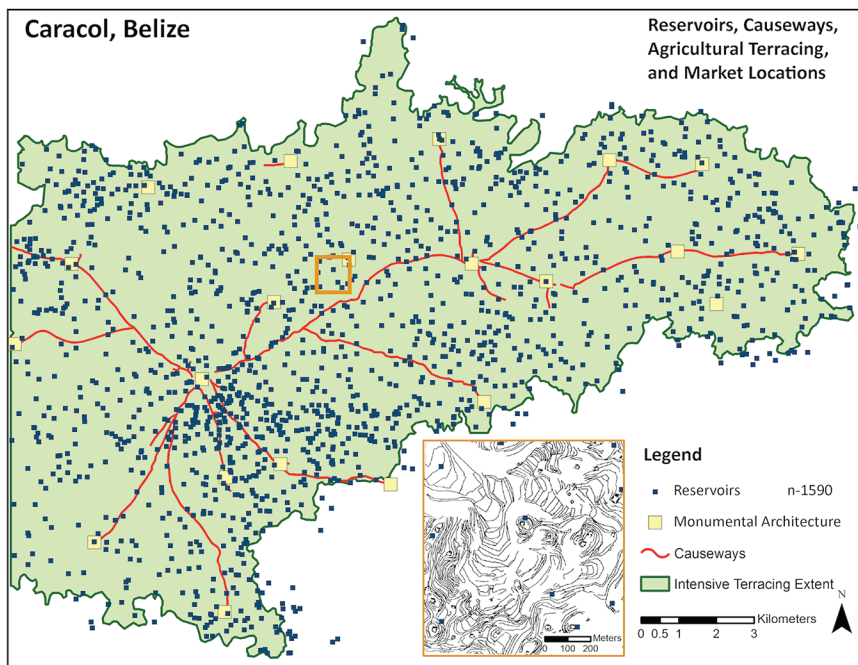 Caracol, Belize
Reservoirs, Causeways,
Agricultural Terracing,
and Market Locations
Legend
Reservoirs n-1590
Monumental Architecture
Causeways
Intensive Terracing Extent
N
Kilometers
0 0.5 1 2 3
Meters
0 100 200